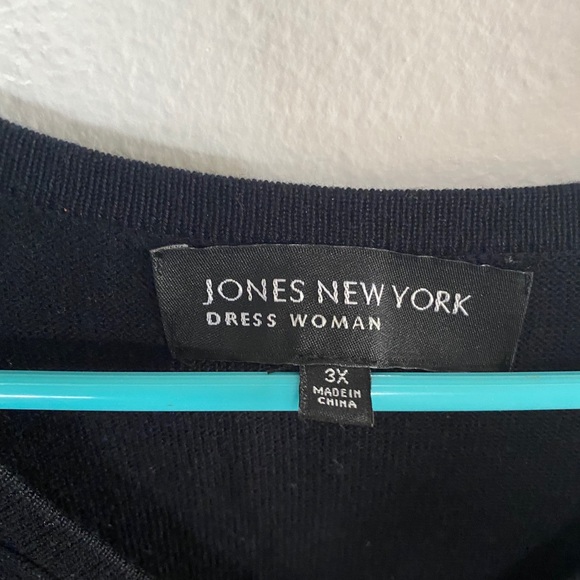 JONES NEW YORK
DRESS WOMAN
3X
MADE IN
CHINA